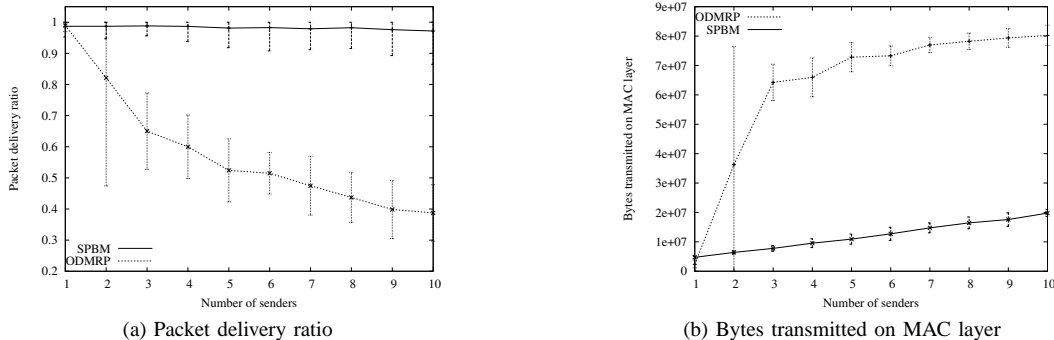 1
0.9
0.8
0.7
0.6
0.5
0.4
0.3
0.2
Packet delivery ratio
SPBM
ODMRP
1 2 3 4 5 6 7 8 9 10
Number of senders
(a) Packet delivery ratio
9e+07
8e+07
7e+07
6e+07
5e+07
4e+07
3e+07
2e+07
1e+07
0
Bytes transmitted on MAC layer
ODMRP
SPBM
1 2 3 4 5 6 7 8 9 10
Number of senders
(b) Bytes transmitted on MAC layer